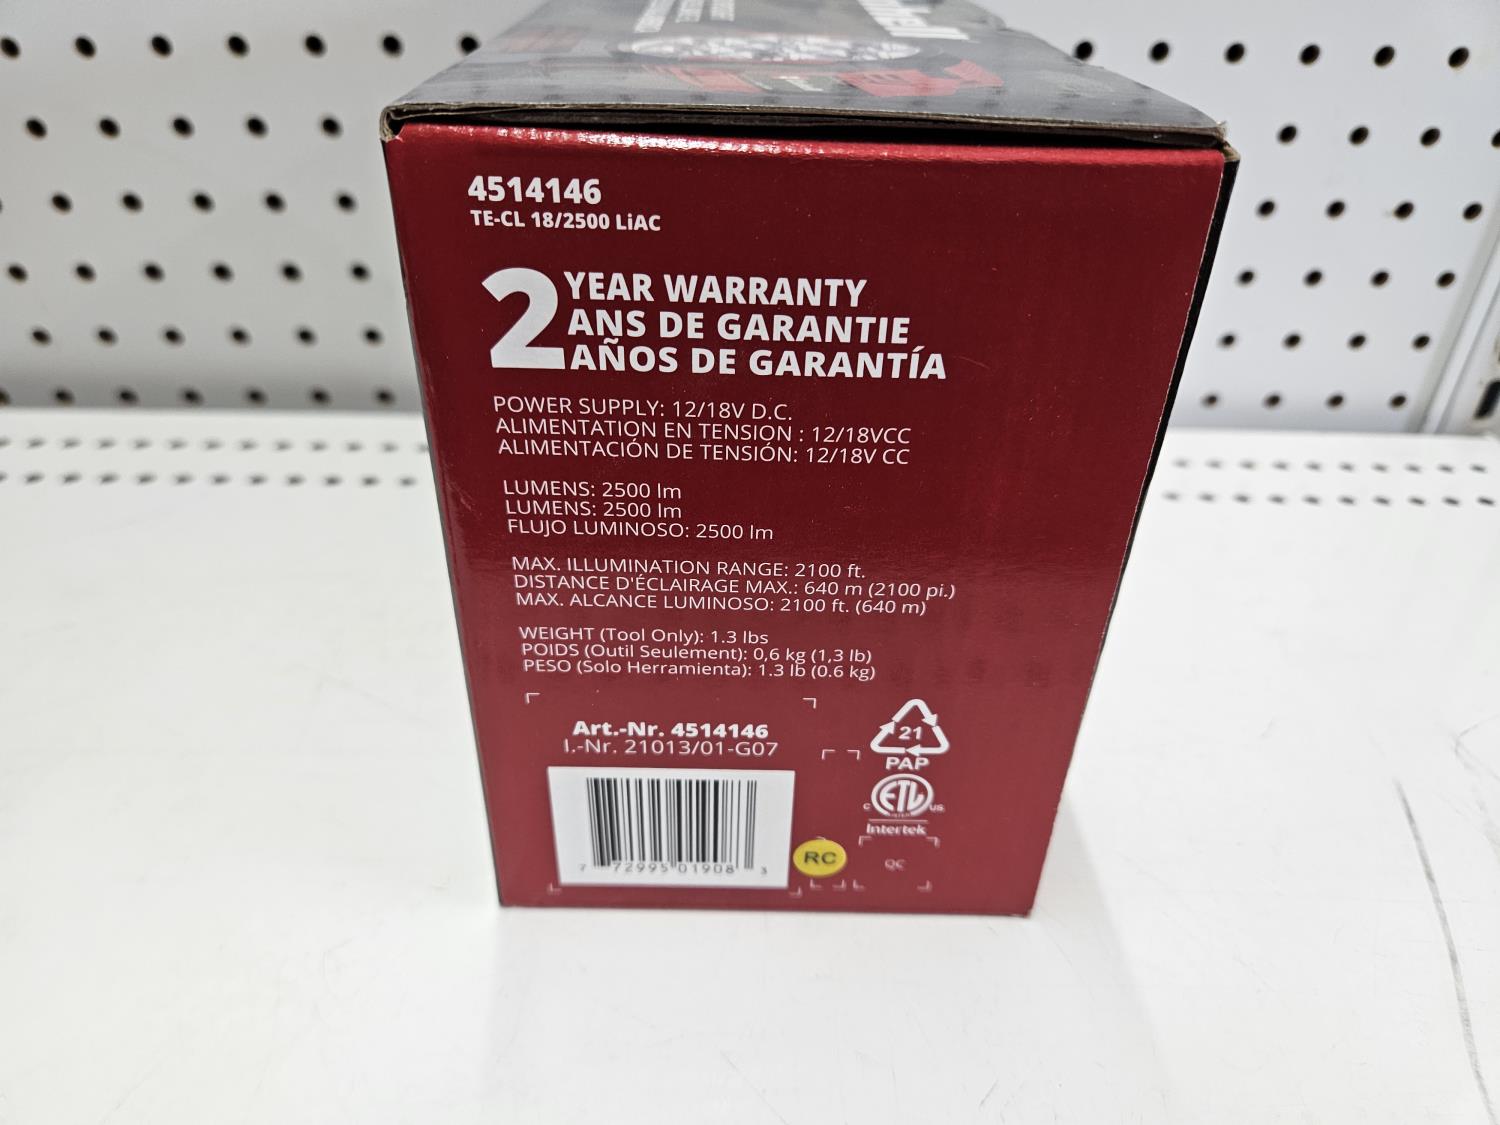 4514146
TE-CL 18/2500 LiAC
2 YEAR WARRANTY
ANS DE GARANTIE
AÑOS DE GARANTÍA
POWER SUPPLY: 12/18V D.C.
ALIMENTATION EN TENSION : 12/18VCC
ALIMENTACIÓN DE TENSIÓN: 12/18V CC
LUMENS: 2500 lm
LUMENS: 2500 lm
FLUJO LUMINOSO: 2500 lm
MAX. ILLUMINATION RANGE: 2100 ft.
DISTANCE D'ÉCLAIRAGE MAX.: 640 m (2100 pi.)
MAX. ALCANCE LUMINOSO: 2100 ft. (640 m)
WEIGHT (Tool Only): 1.3 lbs
POIDS (Outil Seulement): 0,6 kg (1,3 lb)
PESO (Solo Herramienta): 1.3 lb (0.6 kg)
Art.-Nr. 4514146
I.-Nr. 21013/01-G07
21
PAP
C ETL US
Intertek
QC
RC
7 72995 01908 3